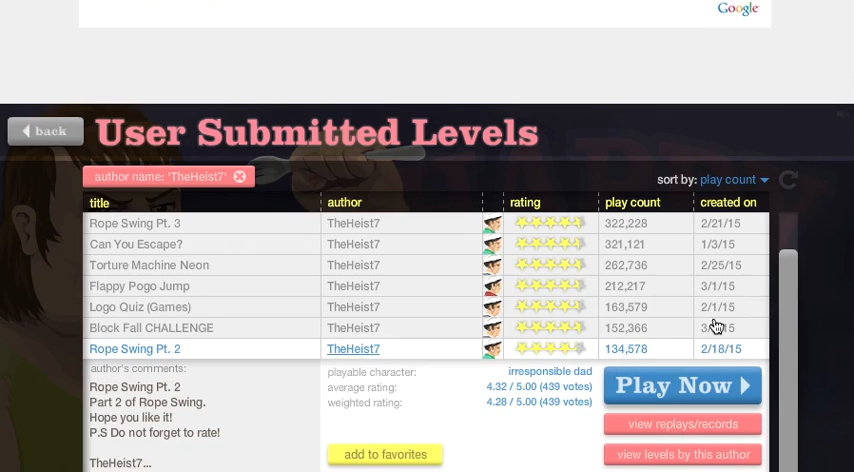 Google
back
User Submitted Levels
author name: 'TheHeist7'
sort by: play count
title author rating play count created on
Rope Swing Pt. 3 TheHeist7 322,228 2/21/15
Can You Escape? TheHeist7 321,121 1/3/15
Torture Machine Neon TheHeist7 262,736 2/25/15
Flappy Pogo Jump TheHeist7 212,217 3/1/15
Logo Quiz (Games) TheHeist7 163,579 2/1/15
Block Fall CHALLENGE TheHeist7 152,366
Rope Swing Pt. 2 TheHeist7 134,578 2/18/15
author's comments:
Rope Swing Pt. 2
Part 2 of Rope Swing.
Hope you like it!
P.S Do not forget to rate!
TheHeist7...
playable character: irresponsible dad
average rating: 4.32 / 5.00 (439 votes)
weighted rating: 4.28 / 5.00 (439 votes)
add to favorites
Play Now
view replays/records
view levels by this author